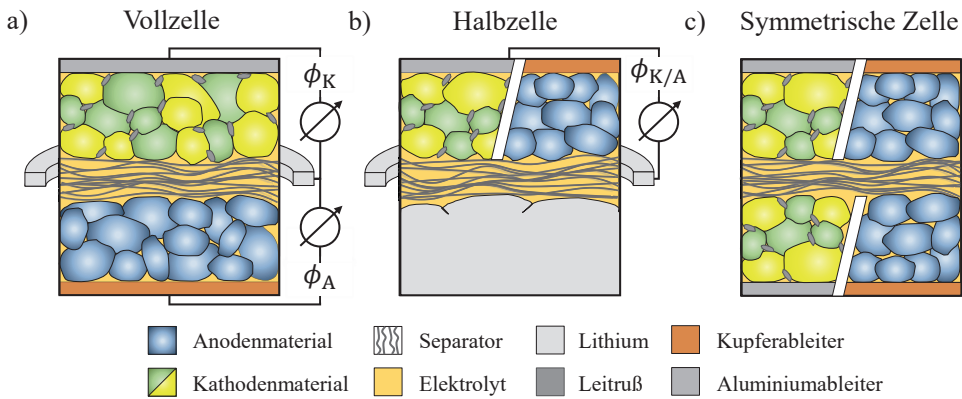 a) Vollzelle b) Halbzelle c) Symmetrische Zelle
ϕK
ϕK/A
ϕA
Anodenmaterial Separator Lithium Kupferableiter
Kathodenmaterial Elektrolyt Leitruß Aluminiumableiter